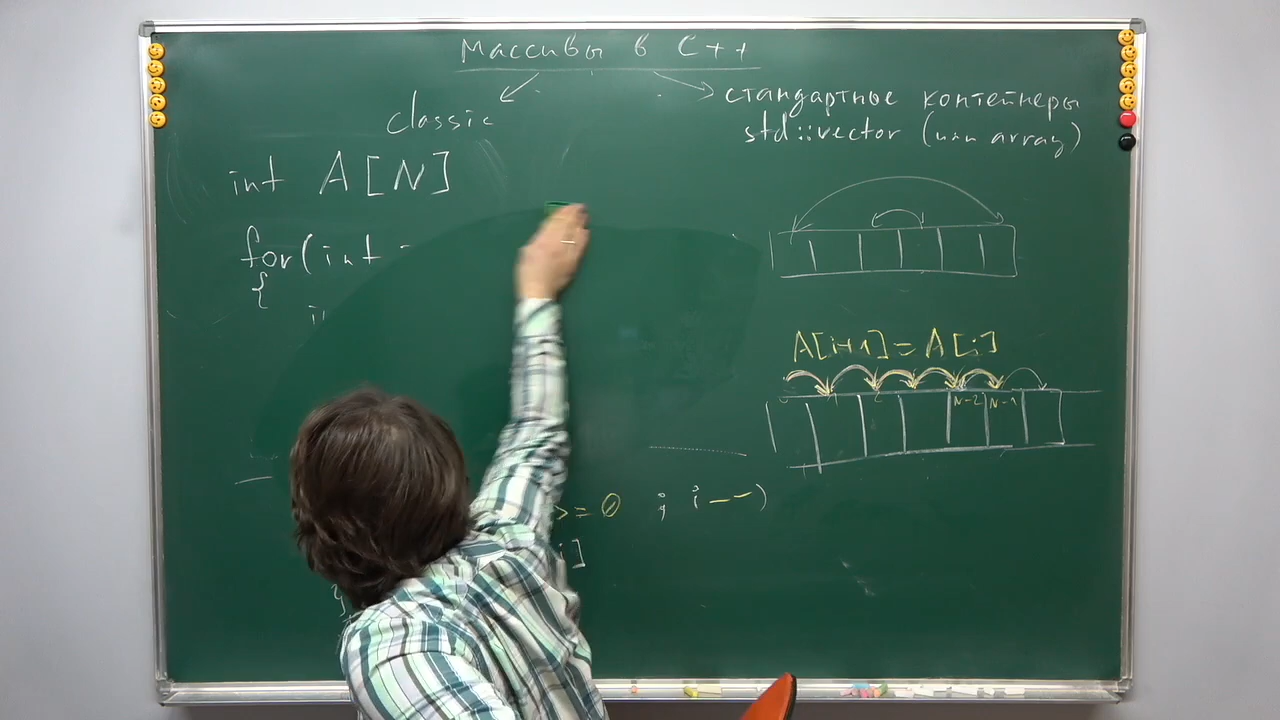 Массивы в C++
classic
стандартные контейнеры
std::vector (или array)
int A[N]
for(int
{
A[i+1]=A[i]
N-2 N-1
>=0 ; i--)
i]
}